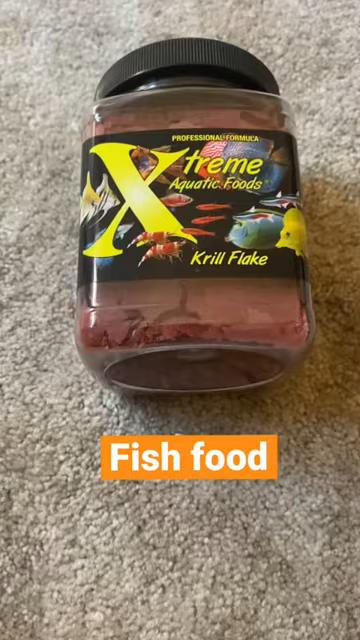 PROFESSIONAL FORMULA
Xtreme
Aquatic Foods
Krill Flake
Fish food